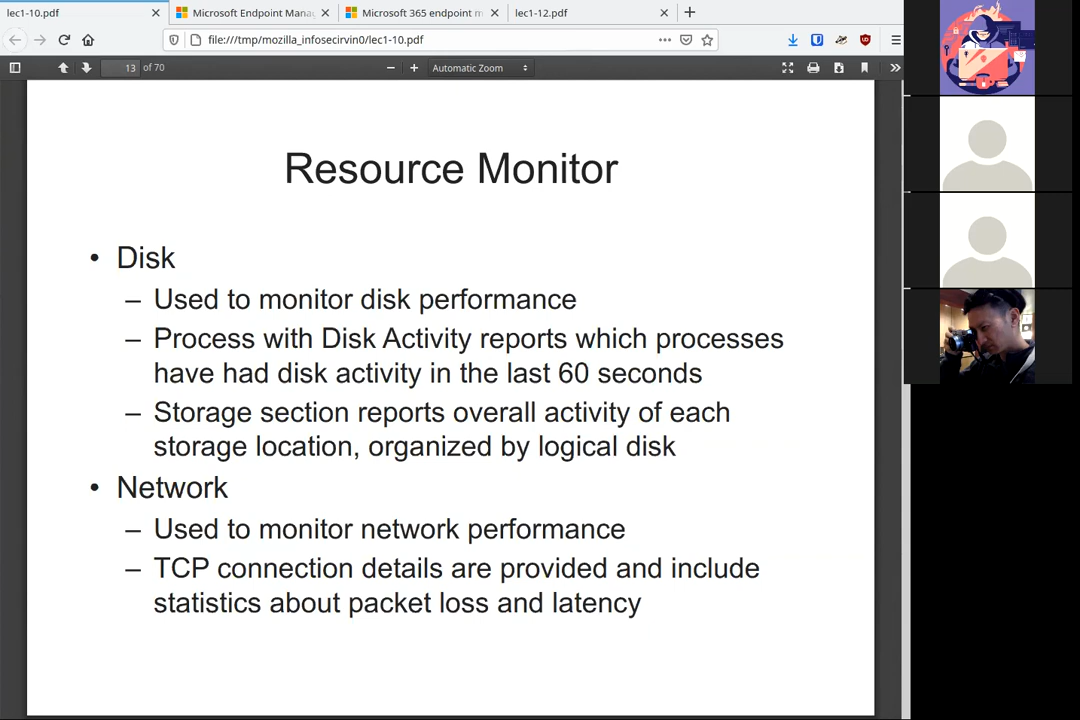 lec1-10.pdf
Microsoft Endpoint Mana
Microsoft 365 endpoint m
lec1-12.pdf
file:///tmp/mozilla_infosecirvin0/lec1-10.pdf
13 of 70
Automatic Zoom
Resource Monitor
• Disk
– Used to monitor disk performance
– Process with Disk Activity reports which processes
have had disk activity in the last 60 seconds
– Storage section reports overall activity of each
storage location, organized by logical disk
• Network
– Used to monitor network performance
– TCP connection details are provided and include
statistics about packet loss and latency